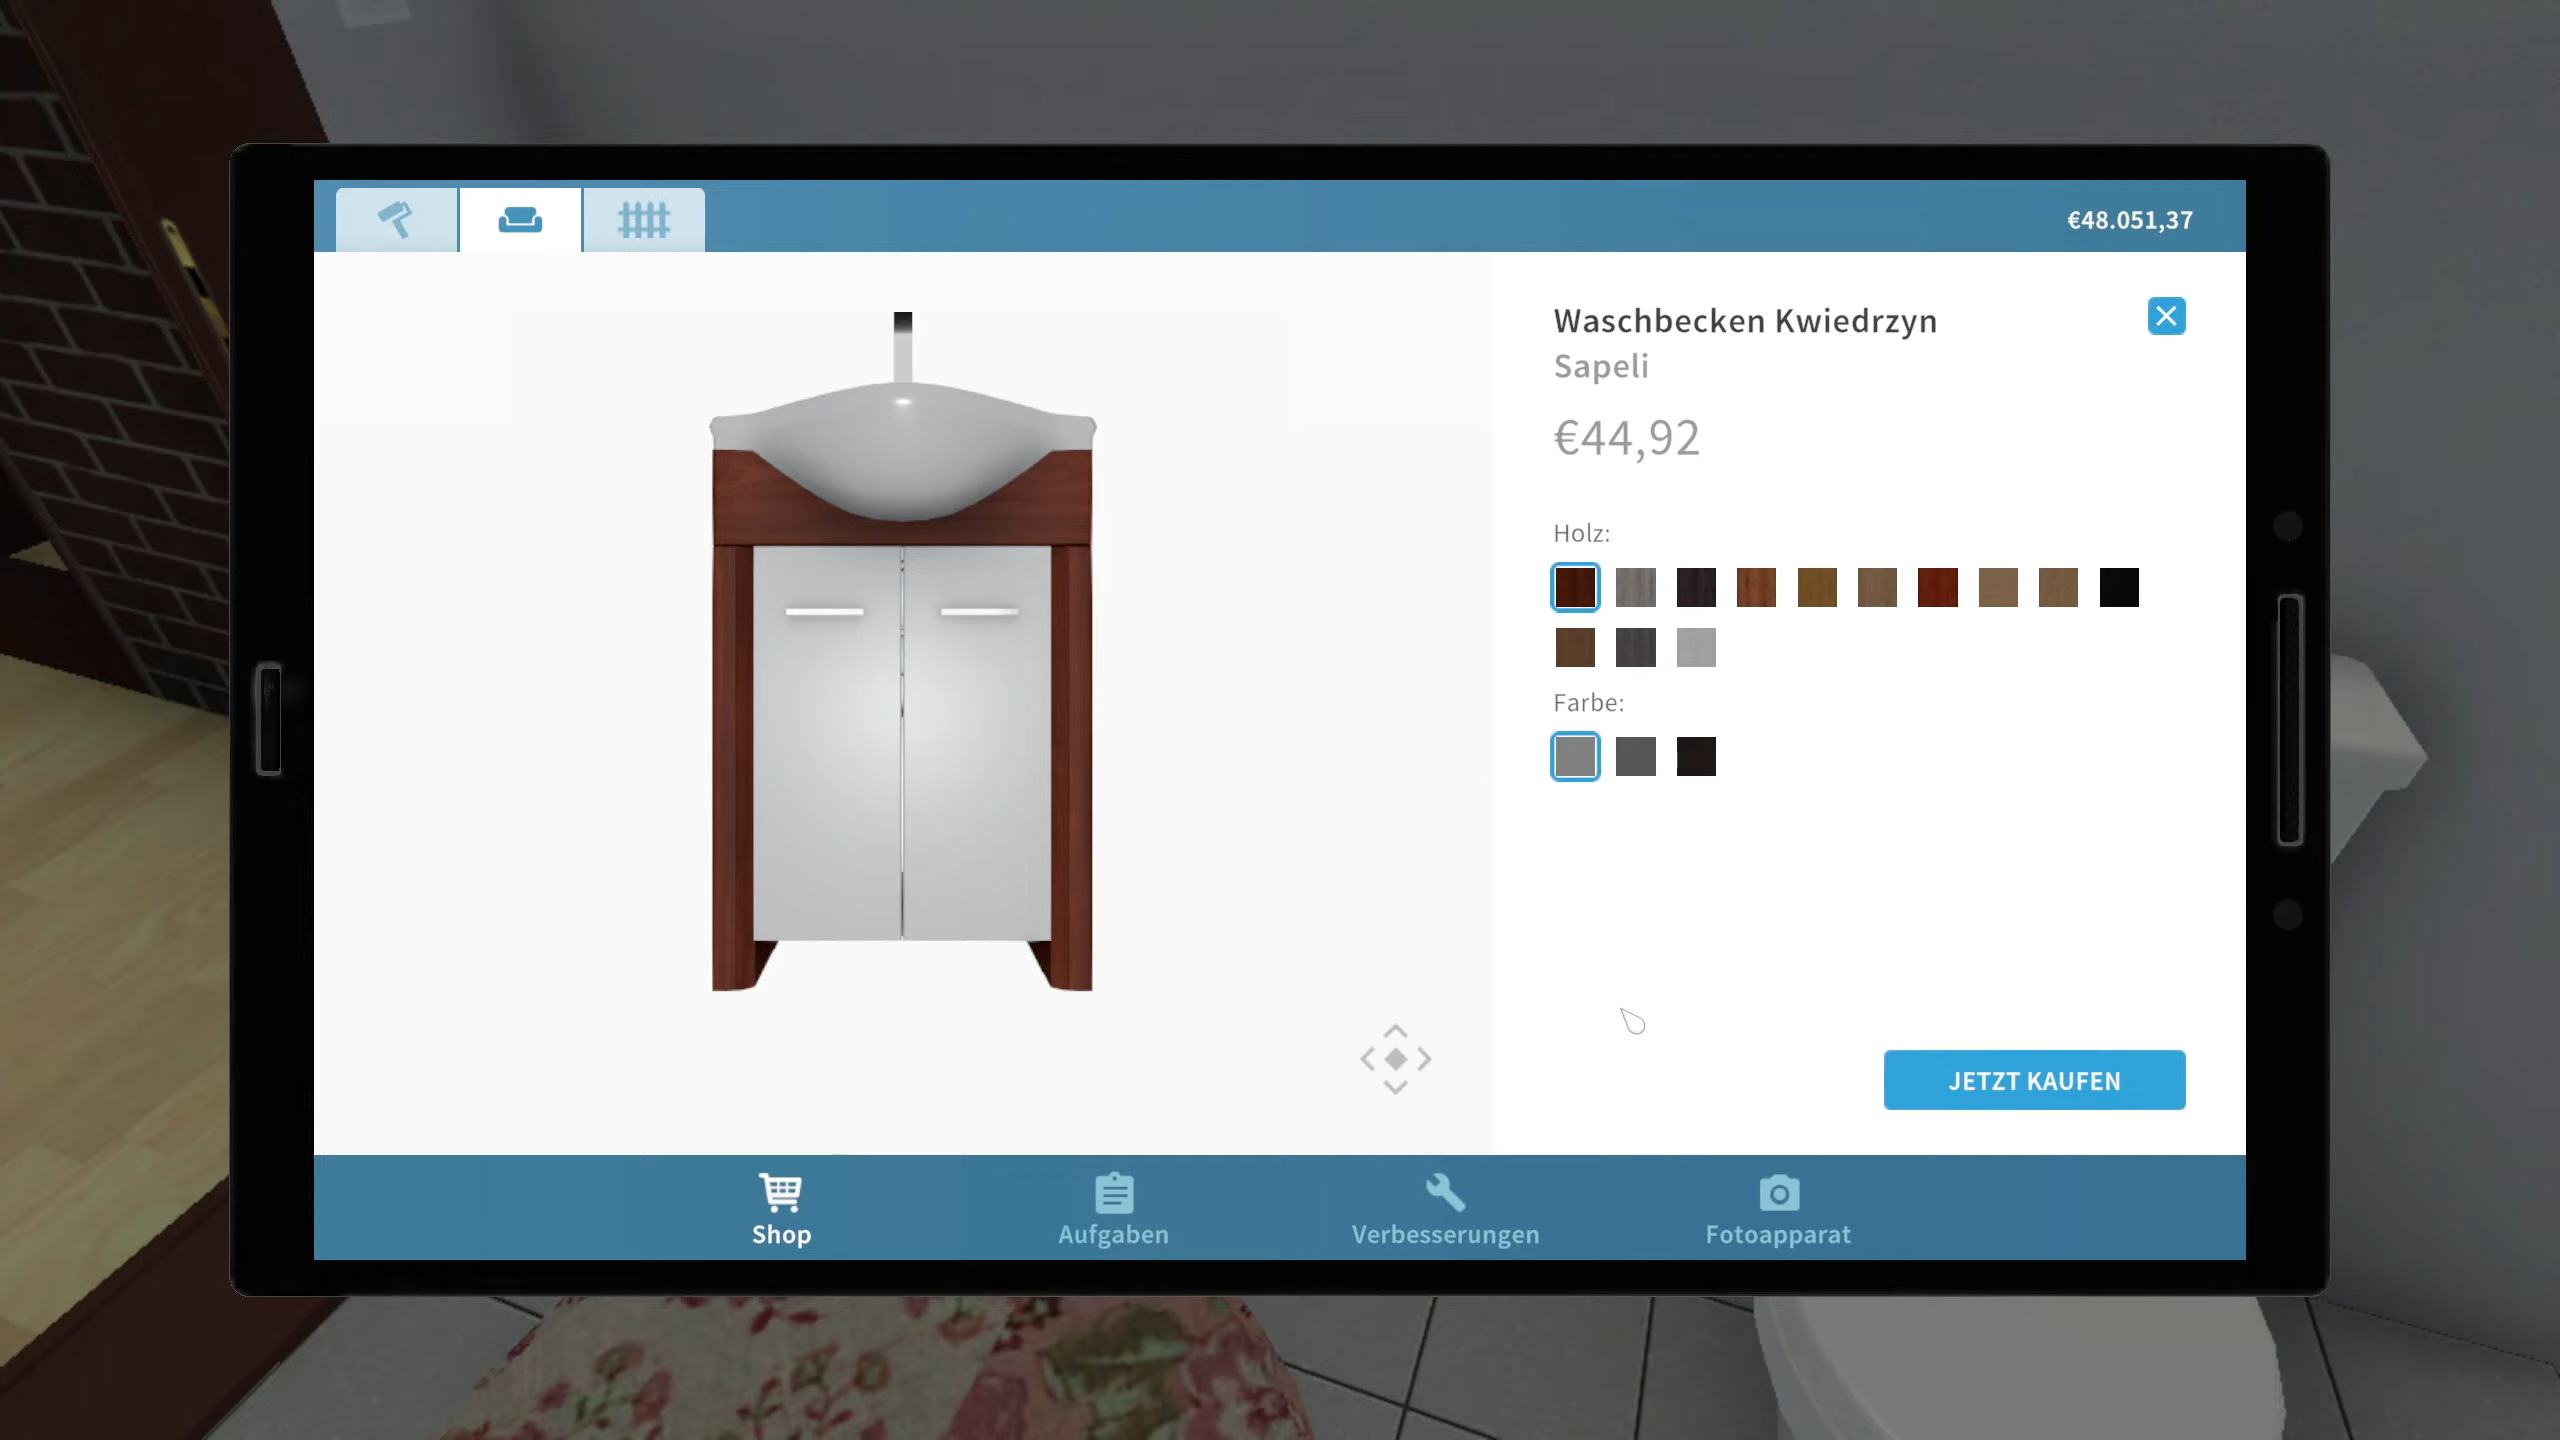 €48.051,37
Waschbecken Kwiedrzyn
Sapeli
€44,92
Holz:
Farbe:
JETZT KAUFEN
Shop
Aufgaben
Verbesserungen
Fotoapparat